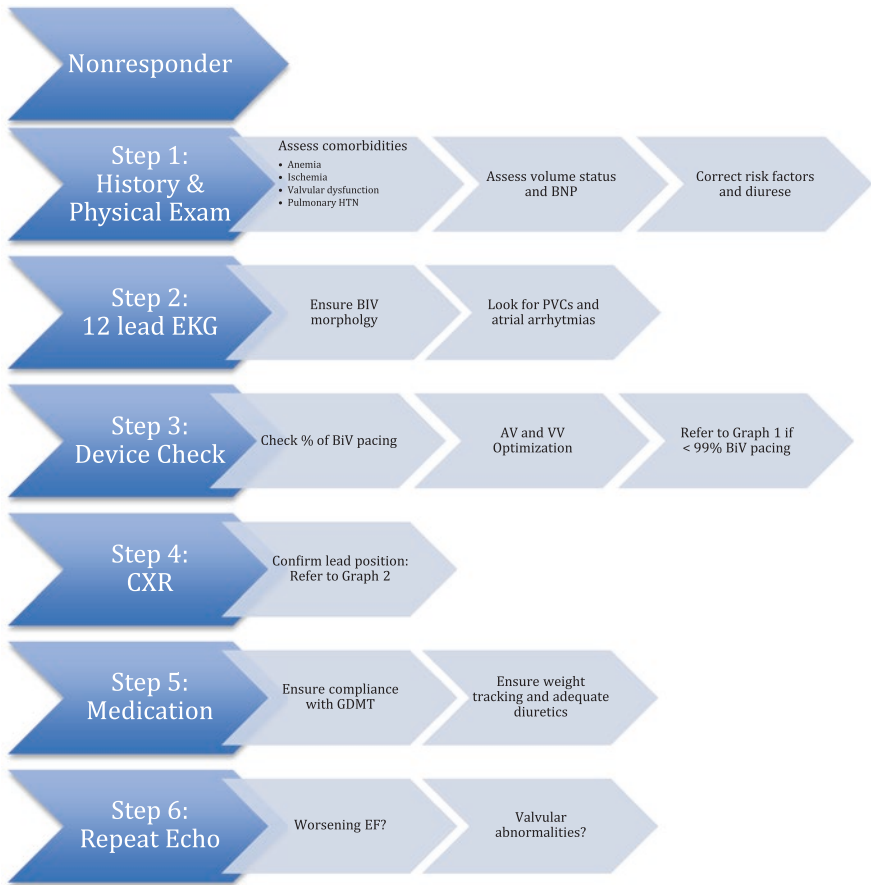 Nonresponder
Step 1:
History &
Physical Exam
Assess comorbidities
• Anemia
• Ischemia
• Valvular dysfunction
• Pulmonary HTN
Assess volume status
and BNP
Correct risk factors
and diurese
Step 2:
12 lead EKG
Ensure BIV
morpholgy
Look for PVCs and
atrial arrhytmias
Step 3:
Device Check
Check % of BiV pacing
AV and VV
Optimization
Refer to Graph 1 if
< 99% BiV pacing
Step 4:
CXR
Confirm lead position:
Refer to Graph 2
Step 5:
Medication
Ensure compliance
with GDMT
Ensure weight
tracking and adequate
diuretics
Step 6:
Repeat Echo
Worsening EF?
Valvular
abnormalities?